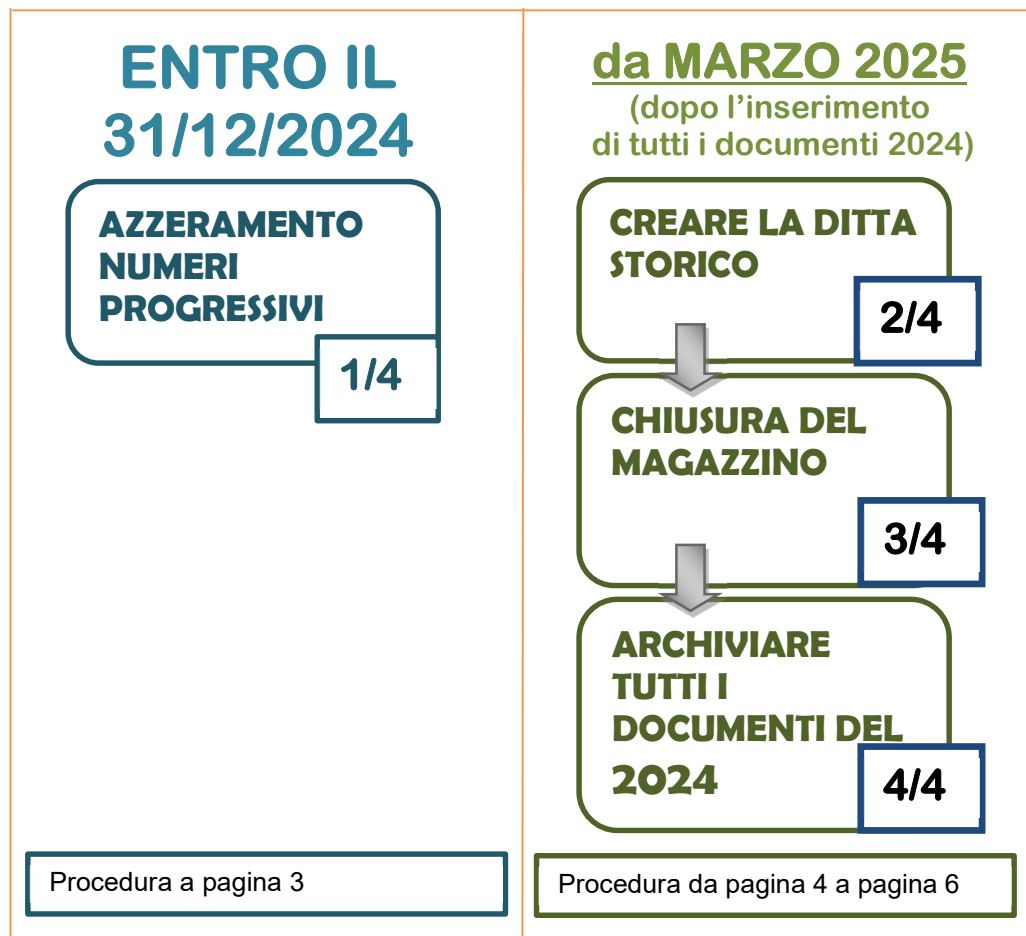 ENTRO IL
31/12/2024
AZZERAMENTO
NUMERI
PROGRESSIVI
1/4
Procedura a pagina 3
da MARZO 2025
(dopo l'inserimento
di tutti i documenti 2024)
CREARE LA DITTA
STORICO
2/4
CHIUSURA DEL
MAGAZZINO
3/4
ARCHIVIARE
TUTTI I
DOCUMENTI DEL
2024
4/4
Procedura da pagina 4 a pagina 6